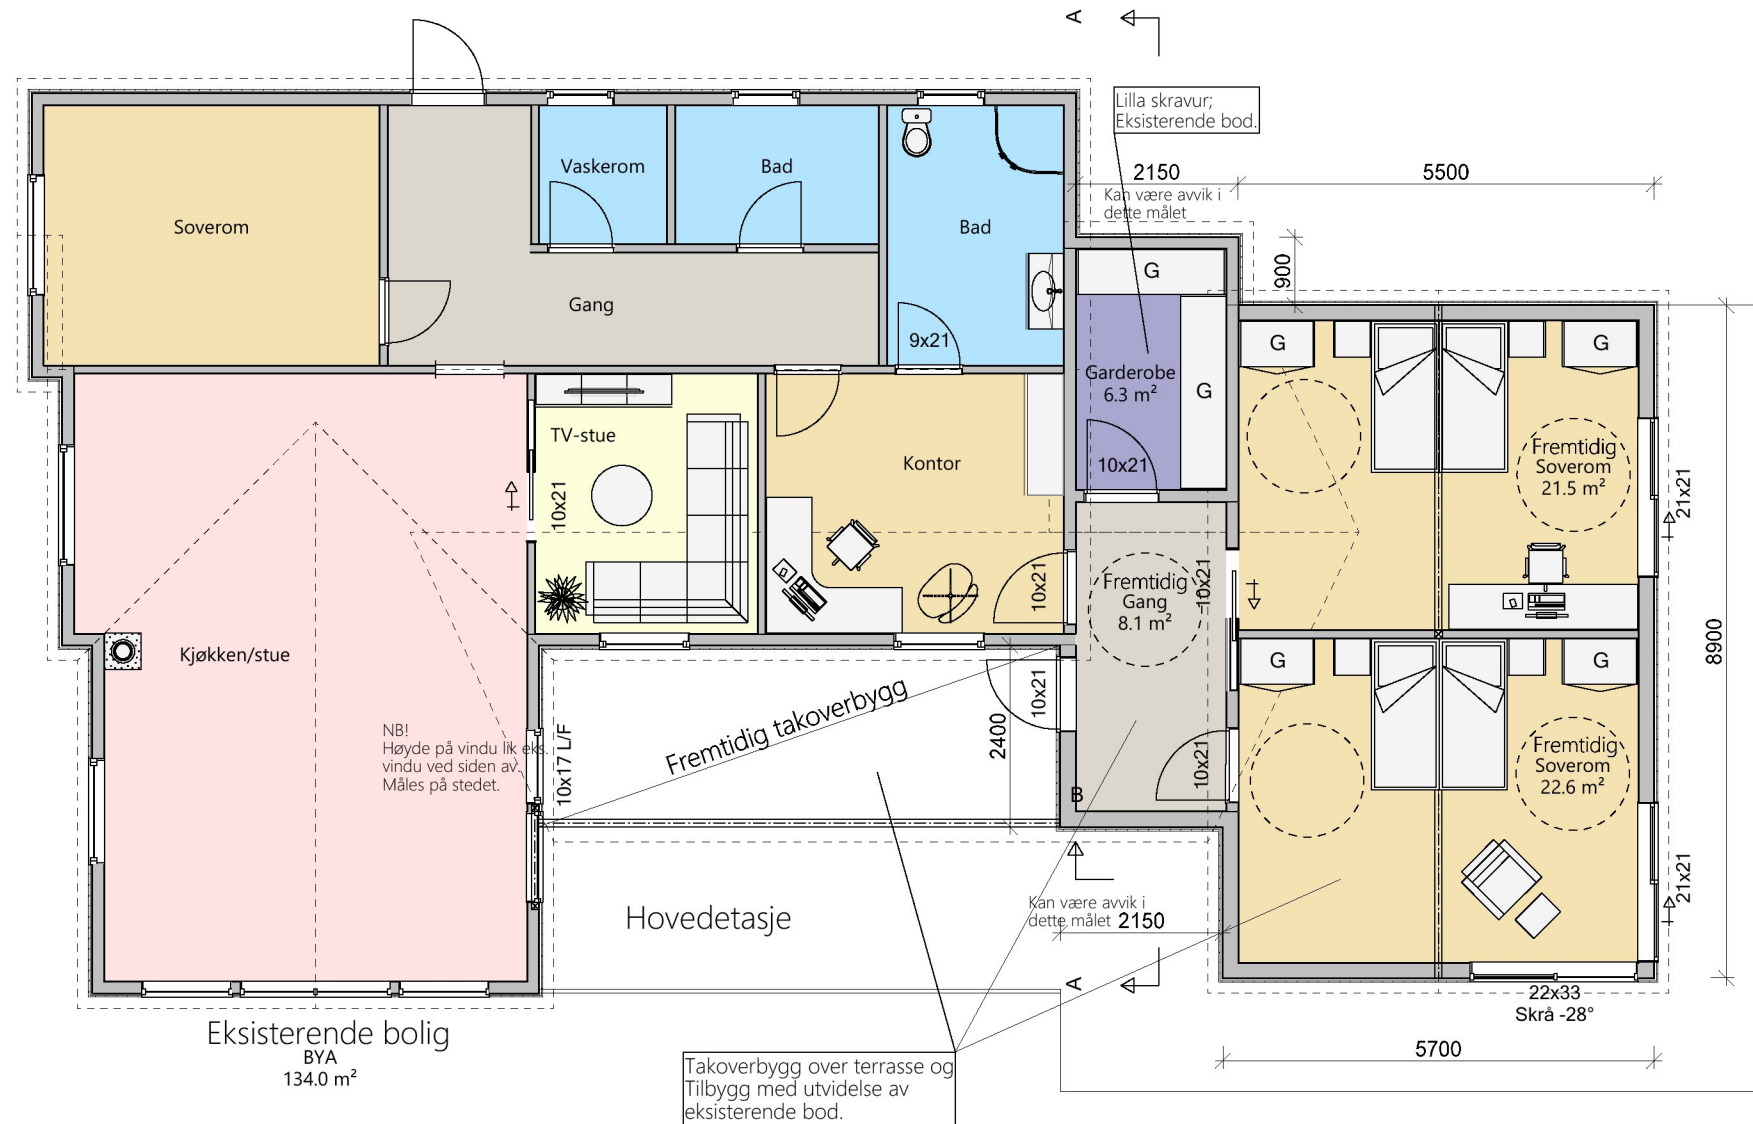 A
Lilla skravur;
Eksisterende bod.
2150
5500
Kan være avvik i
dette målet
Vaskerom
Bad
Soverom
Bad
Gang
9x21
G
900
Garderobe
6.3 m²
G
10x21
G
G
Fremtidig
Soverom
21.5 m²
21x21
TV-stue
10x21
Kontor
10x21
Fremtidig
Gang
8.1 m²
10x21
8900
Kjøkken/stue
NB!
Høyde på vindu lik eks.
vindu ved siden av.
Måles på stedet.
10x17 L/F
Fremtidig takoverbygg
2400
10x21
B
10x21
G
G
Fremtidig
Soverom
22.6 m²
21x21
Hovedetasje
Kan være avvik i
dette målet
2150
A
22x33
Skrå -28°
5700
Eksisterende bolig
BYA
134.0 m²
Takoverbygg over terrasse og
Tilbygg med utvidelse av
eksisterende bod.